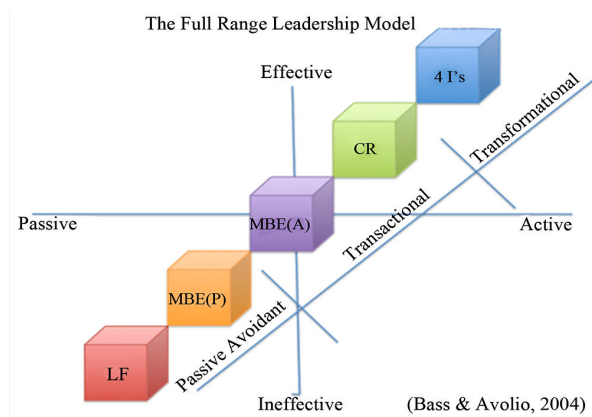 The Full Range Leadership Model
4 I's
Effective
Transformational
CR
Transactional
MBE(A)
Passive
Active
MBE(P)
Passive Avoidant
LF
Ineffective
(Bass & Avolio, 2004)